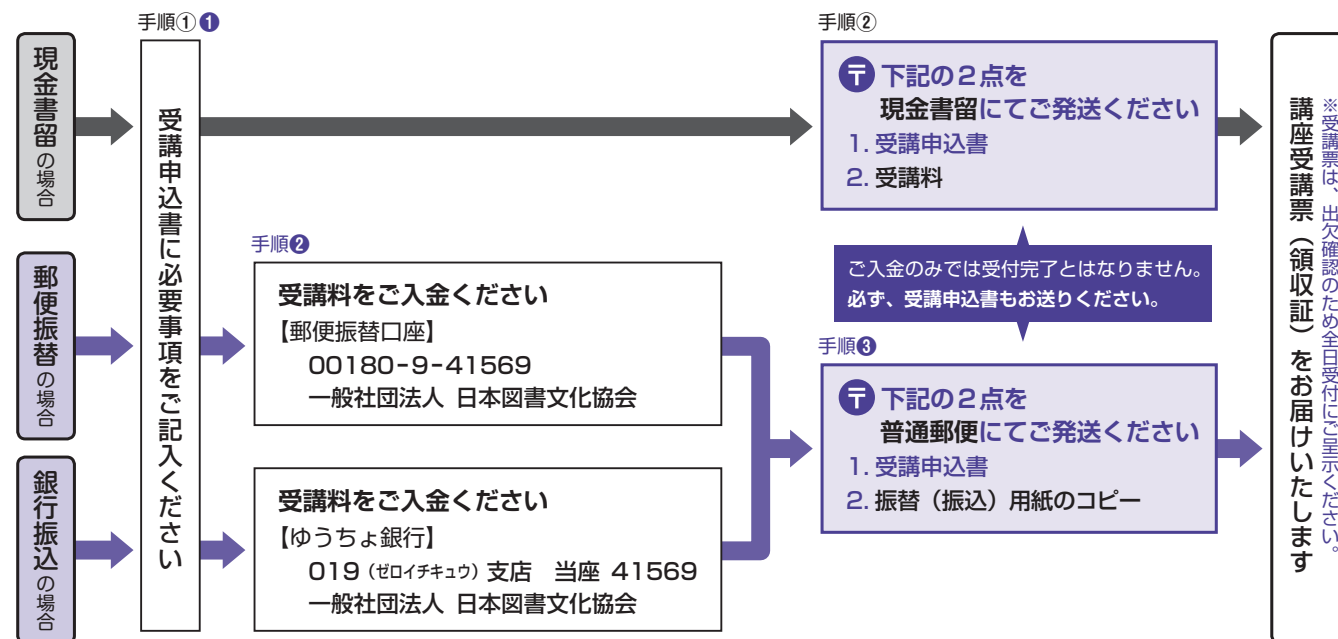 現金書留の場合
郵便振替の場合
銀行振込の場合
手順①❶
受講申込書に必要事項をご記入ください
手順❷
受講料をご入金ください
【郵便振替口座】
00180-9-41569
一般社団法人 日本図書文化協会
受講料をご入金ください
【ゆうちょ銀行】
019（ゼロイチキュウ）支店　当座 41569
一般社団法人 日本図書文化協会
手順②
〒 下記の２点を
現金書留にてご発送ください
1. 受講申込書
2. 受講料
ご入金のみでは受付完了とはなりません。
必ず、受講申込書もお送りください。
手順❸
〒 下記の２点を
普通郵便にてご発送ください
1. 受講申込書
2. 振替（振込）用紙のコピー
※受講票は、出欠確認のため全日受付にご呈示ください。
講座受講票（領収証）をお届けいたします